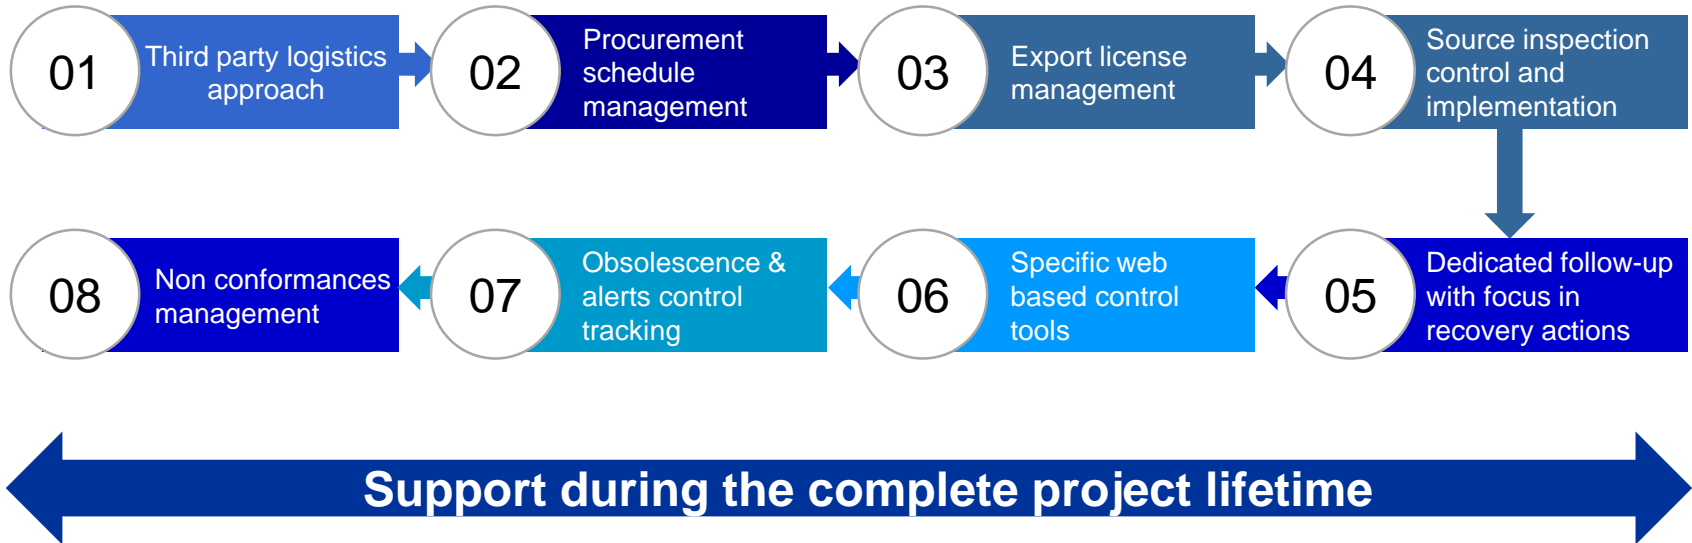 01
Third party logistics
approach
02
Procurement
schedule
management
03
Export license
management
04
Source inspection
control and
implementation
05
Dedicated follow-up
with focus in
recovery actions
06
Specific web
based control
tools
07
Obsolescence &
alerts control
tracking
08
Non conformances
management
Support during the complete project lifetime